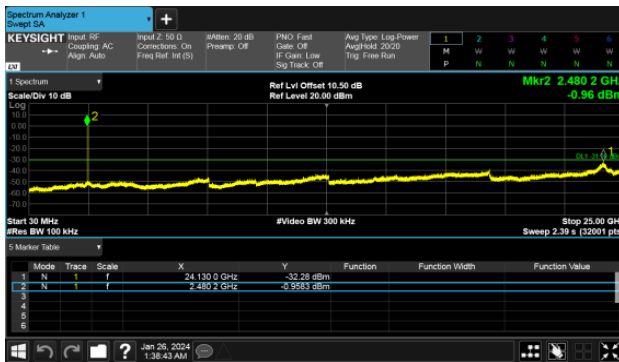 Spectrum Analyzer 1
Swept SA
KEYSIGHT Input: RF Input Z: 50 Ω #Atten: 20 dB PNO: Fast Avg Type: Log-Power 1 2 3 4 5 6
Coupling: AC Corrections: On Preamp: Off Gate: Off Avg|Hold: 20/20 M W W W W W
Align: Auto Freq Ref: Int (S) IF Gain: Low Trig: Free Run
Sig Track: Off P N N N N N
LXI
1 Spectrum Ref Lvl Offset 10.50 dB Mkr2 2.480 2 GHz
Scale/Div 10 dB Ref Level 20.00 dBm -0.96 dBm
Log
10.0
0.00
-10.0
-20.0
-30.0
-40.0
-50.0
-60.0
-70.0
2
1
Start 30 MHz #Video BW 300 kHz Stop 25.00 GH
#Res BW 100 kHz Sweep 2.39 s (32001 pts
5 Marker Table
Mode Trace Scale X Y Function Function Width Function Value
1 N 1 f 24.130 0 GHz -32.28 dBm
2 N 1 f 2.480 2 GHz -0.9583 dBm
3
4
5
6
? Jan 26, 2024
1:38:43 AM